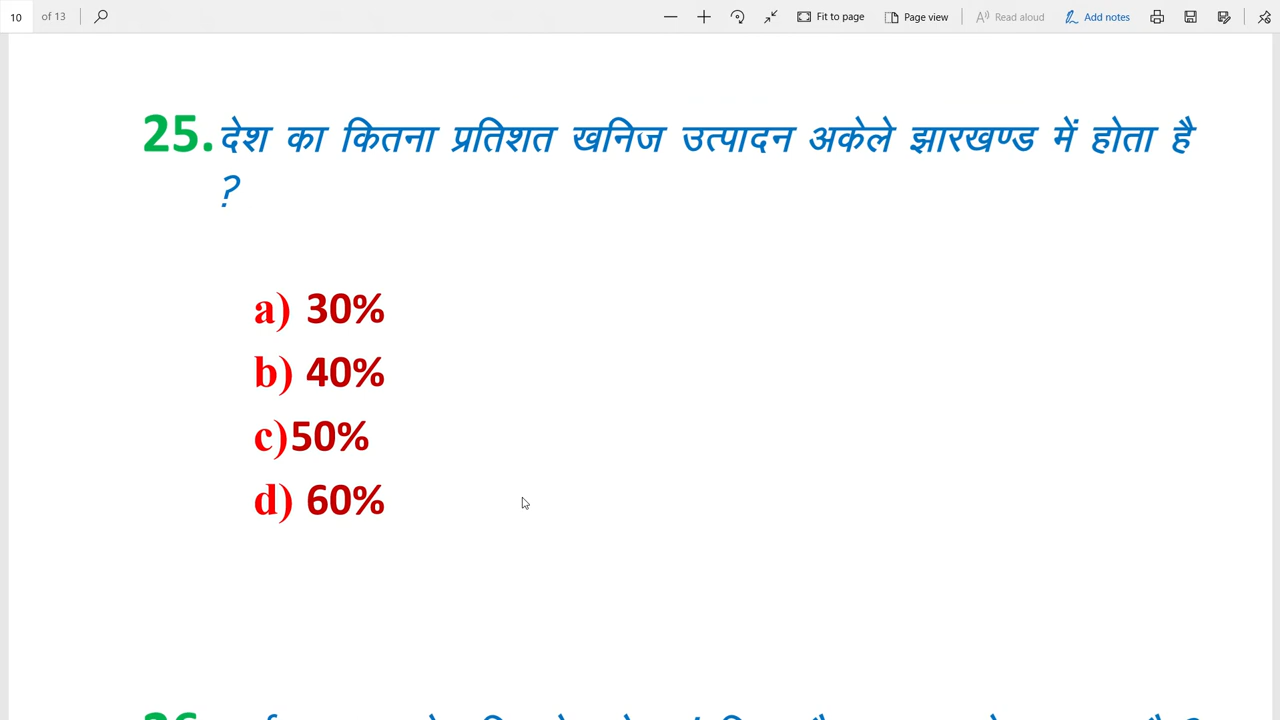 10 of 13 Fit to page Page view Read aloud Add notes
25. देश का कितना प्रतिशत खनिज उत्पादन अकेले झारखण्ड में होता है
?
a) 30%
b) 40%
c)50%
d) 60%